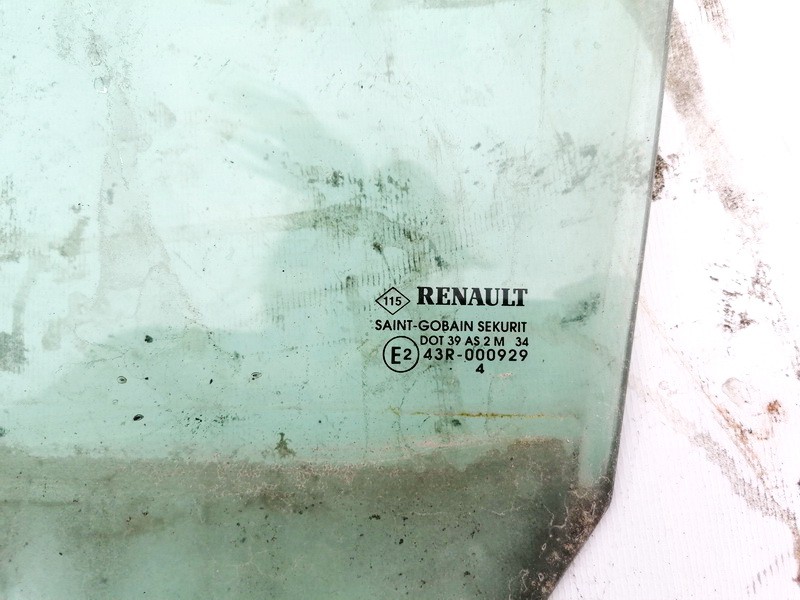 115 RENAULT
SAINT-GOBAIN SEKURIT
DOT 39 AS 2 M 34
E2 43R-000929
4